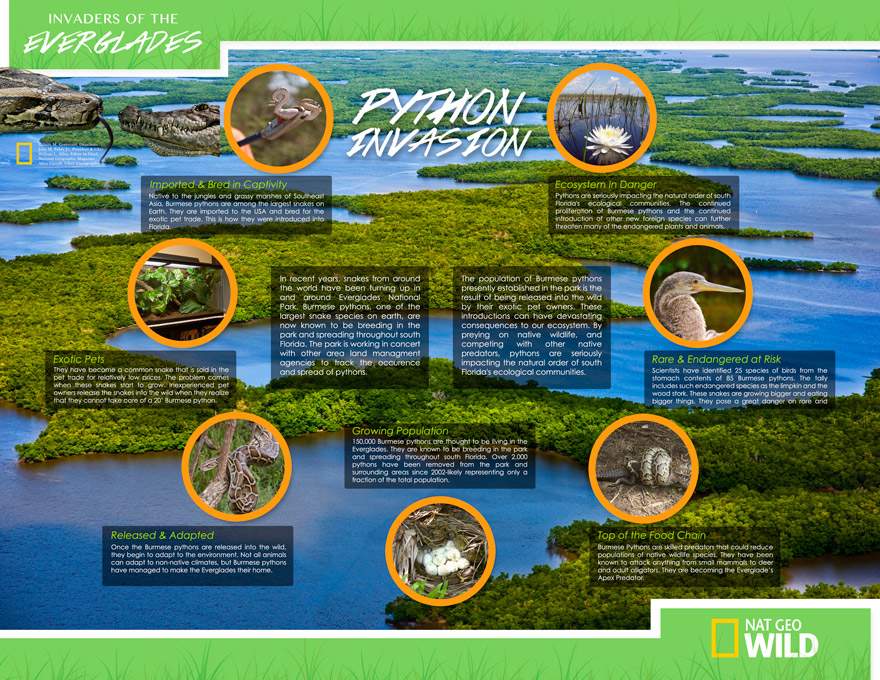 INVADERS OF THE
EVERGLADES
PYTHON
INVASION
Imported & Bred in Captivity
Native to the jungles and grassy marshes of Southeast
Asia, Burmese pythons are among the largest snakes on
Earth. They are imported to the USA and bred for the
exotic pet trade. This is how they were introduced into
Florida.
Ecosystem In Danger
Pythons are seriously impacting the natural order of south
Florida's ecological communities. The continued
proliferation of Burmese pythons and the continued
introduction of other new foreign species can further
threaten many of the endangered plants and animals.
In recent years, snakes from around
the world have been turning up in
and around Everglades National
Park. Burmese pythons, one of the
largest snake species on earth, are
now known to be breeding in the
park and spreading throughout south
Florida. The park is working in concert
with other area land managment
agencies to track the occurence
and spread of pythons.
The population of Burmese pythons
presently established in the park is the
result of being released into the wild
by their exotic pet owners. These
introductions can have devastating
consequences to our ecosystem. By
preying on native wildlife, and
competing with other native
predators, pythons are seriously
impacting the natural order of south
Florida's ecological communities.
Exotic Pets
They have become a common snake that is sold in the
pet trade for relatively low prices. The problem comes
when these snakes start to grow. Inexperienced pet
owners release the snakes into the wild when they realize
that they cannot take care of a 20' Burmese python.
Rare & Endangered at Risk
Scientists have identified 25 species of birds from the
stomach contents of 85 Burmese pythons. The tally
includes such endangered species as the limpkin and the
wood stork. These snakes are growing bigger and eating
bigger things. They pose a great danger on rare and
Growing Population
150,000 Burmese pythons are thought to be living in the
Everglades. They are known to be breeding in the park
and spreading throughout south Florida. Over 2,000
pythons have been removed from the park and
surrounding areas since 2002-likely representing only a
fraction of the total population.
Released & Adapted
Once the Burmese pythons are released into the wild,
they begin to adapt to the environment. Not all animals
can adapt to non-native climates, but Burmese pythons
have managed to make the Everglades their home.
Top of the Food Chain
Burmese Pythons are skilled predators that could reduce
populations of native wildlife species. They have been
known to attack anything from small mammals to deer
and adult aligators. They are becoming the Everglade's
Apex Predator.
NAT GEO
WILD